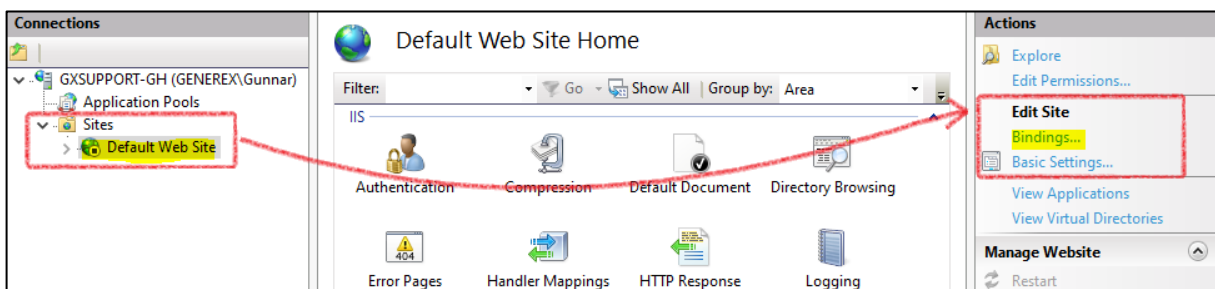 Connections
GXSUPPORT-GH (GENEREX\Gunnar)
Application Pools
Sites
Default Web Site
Default Web Site Home
Filter:
Go
Show All
Group by:
Area
IIS
Authentication
Compression
Default Document
Directory Browsing
404
Error Pages
Handler Mappings
HTTP Response
Logging
Actions
Explore
Edit Permissions...
Edit Site
Bindings...
Basic Settings...
View Applications
View Virtual Directories
Manage Website
Restart